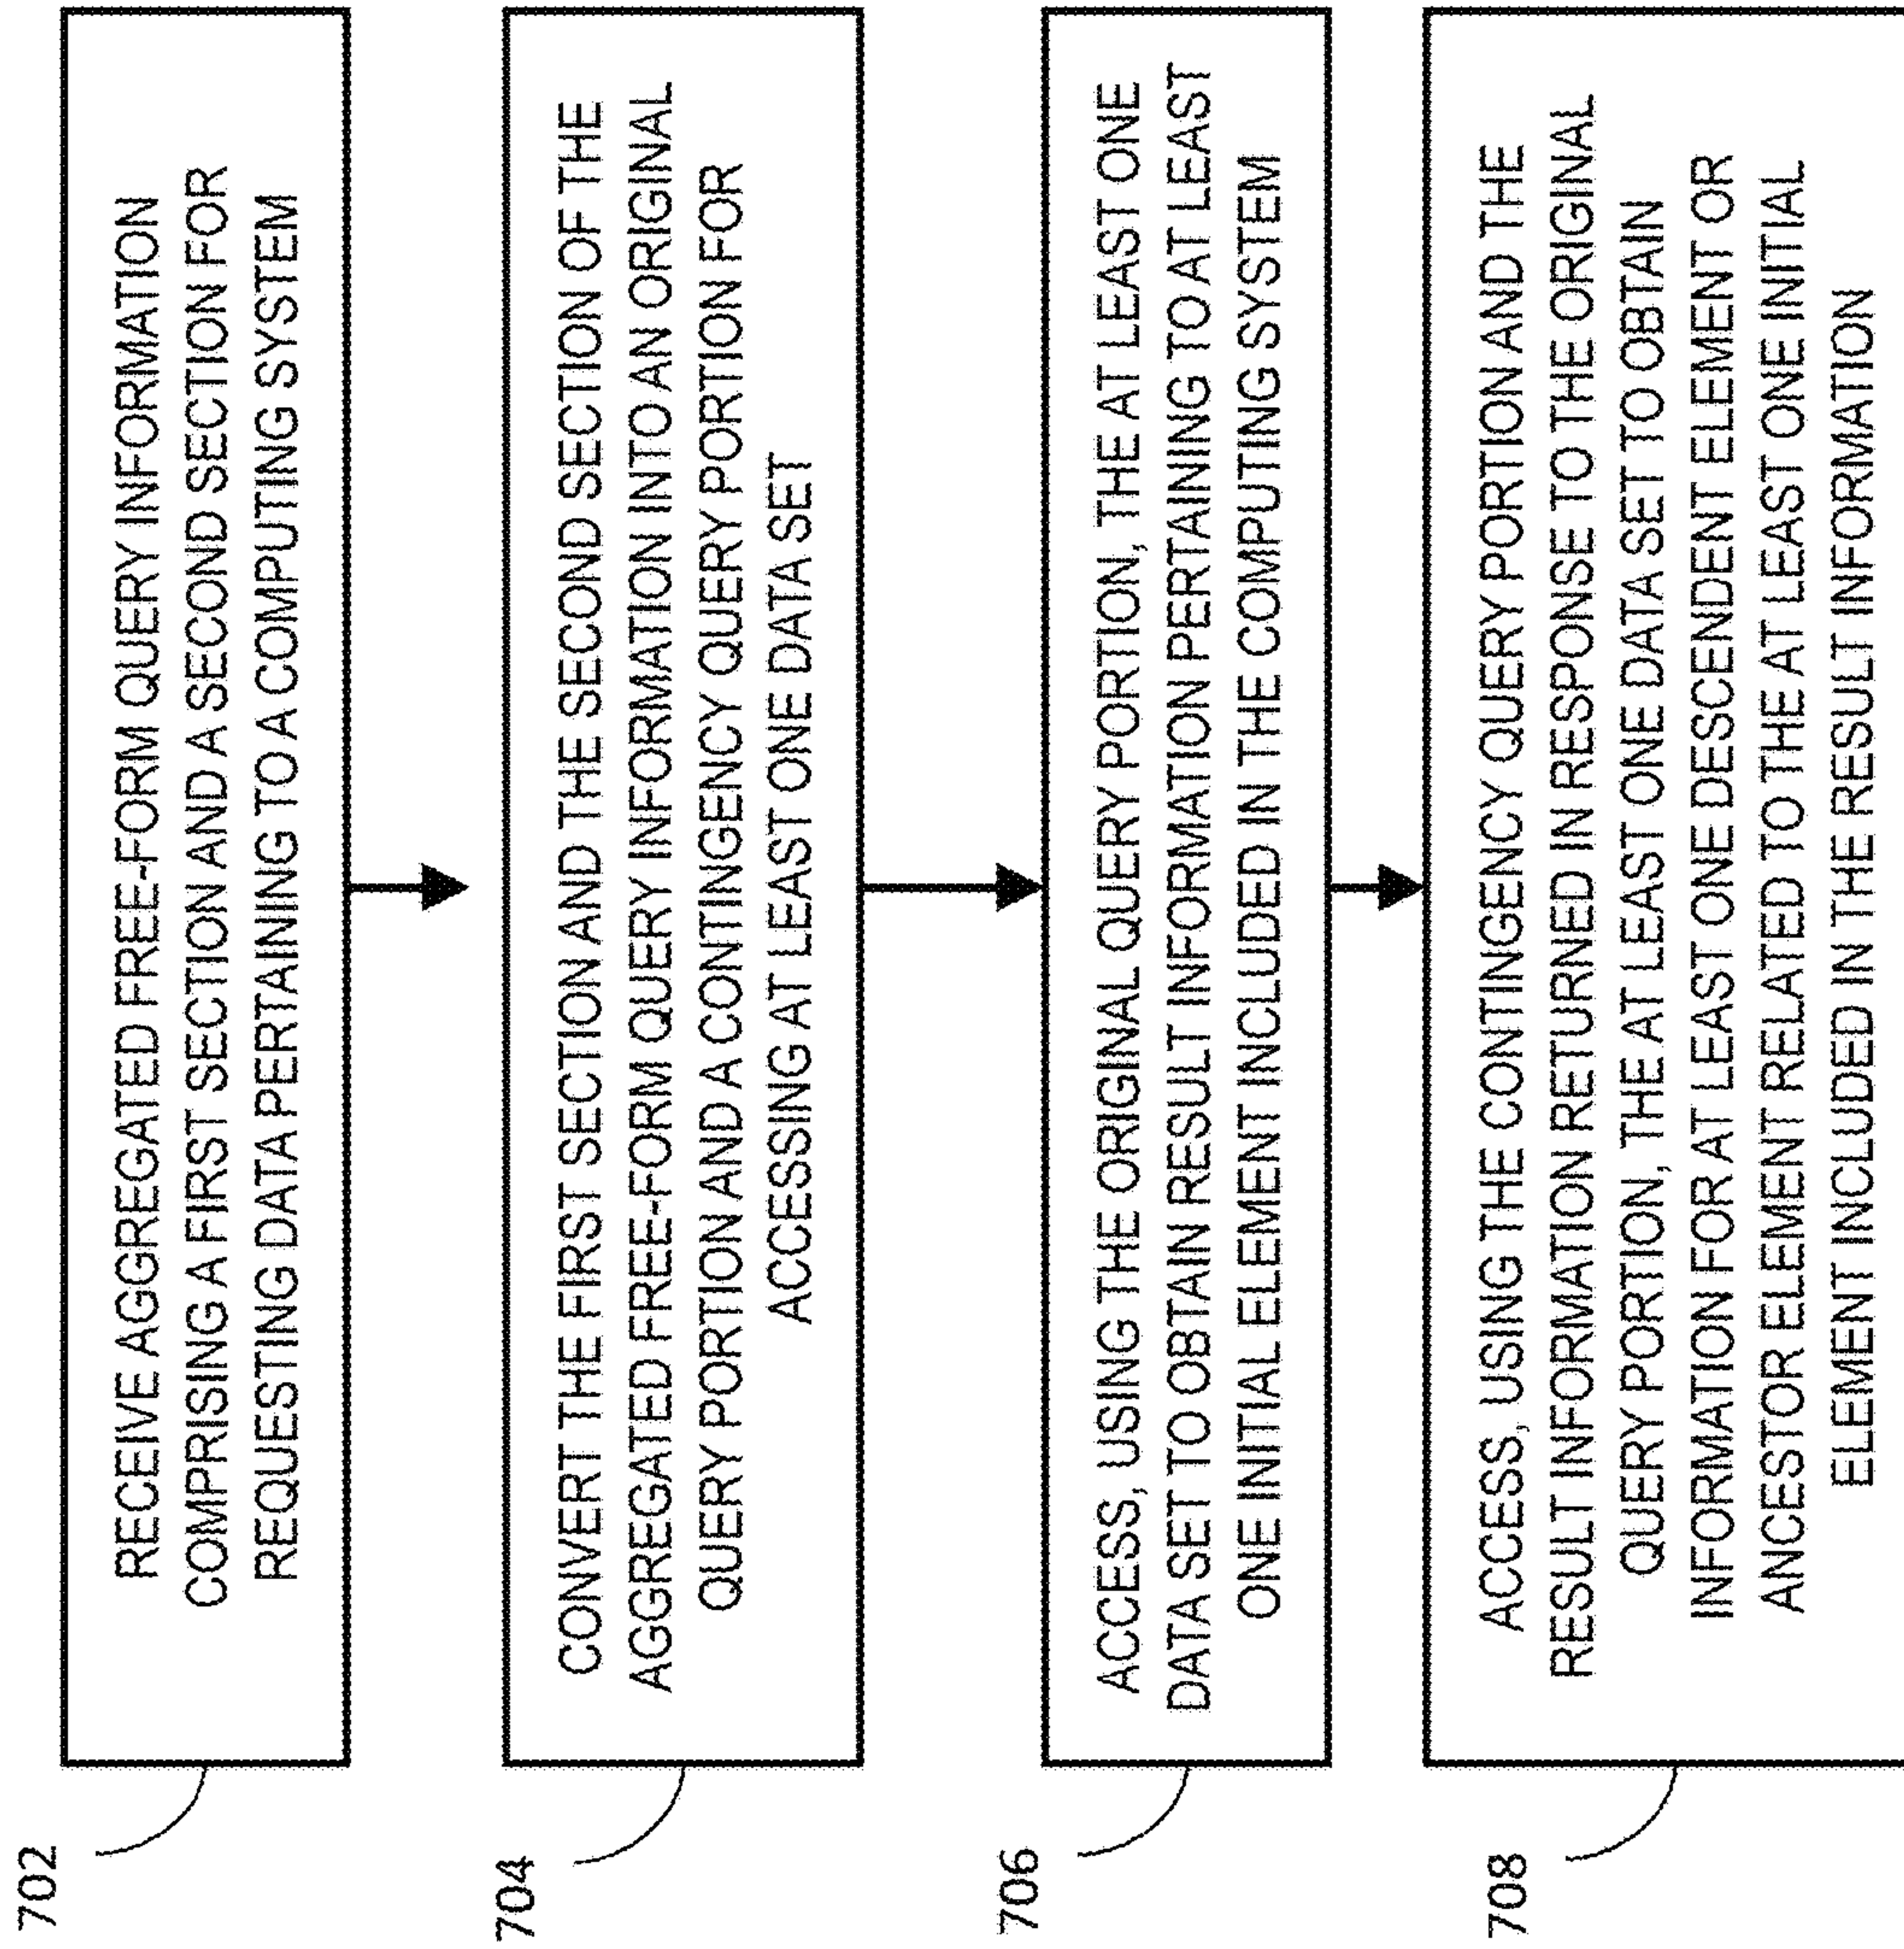 702
RECEIVE AGGREGATED FREE-FORM QUERY INFORMATION
COMPRISING A FIRST SECTION AND A SECOND SECTION FOR
REQUESTING DATA PERTAINING TO A COMPUTING SYSTEM
704
CONVERT THE FIRST SECTION AND THE SECOND SECTION OF THE
AGGREGATED FREE-FORM QUERY INFORMATION INTO AN ORIGINAL
QUERY PORTION AND A CONTINGENCY QUERY PORTION FOR
ACCESSING AT LEAST ONE DATA SET
706
ACCESS, USING THE ORIGINAL QUERY PORTION, THE AT LEAST ONE
DATA SET TO OBTAIN RESULT INFORMATION PERTAINING TO AT LEAST
ONE INITIAL ELEMENT INCLUDED IN THE COMPUTING SYSTEM
708
ACCESS, USING THE CONTINGENCY QUERY PORTION AND THE
RESULT INFORMATION RETURNED IN RESPONSE TO THE ORIGINAL
QUERY PORTION, THE AT LEAST ONE DATA SET TO OBTAIN
INFORMATION FOR AT LEAST ONE DESCENDENT ELEMENT OR
ANCESTOR ELEMENT RELATED TO THE AT LEAST ONE INITIAL
ELEMENT INCLUDED IN THE RESULT INFORMATION